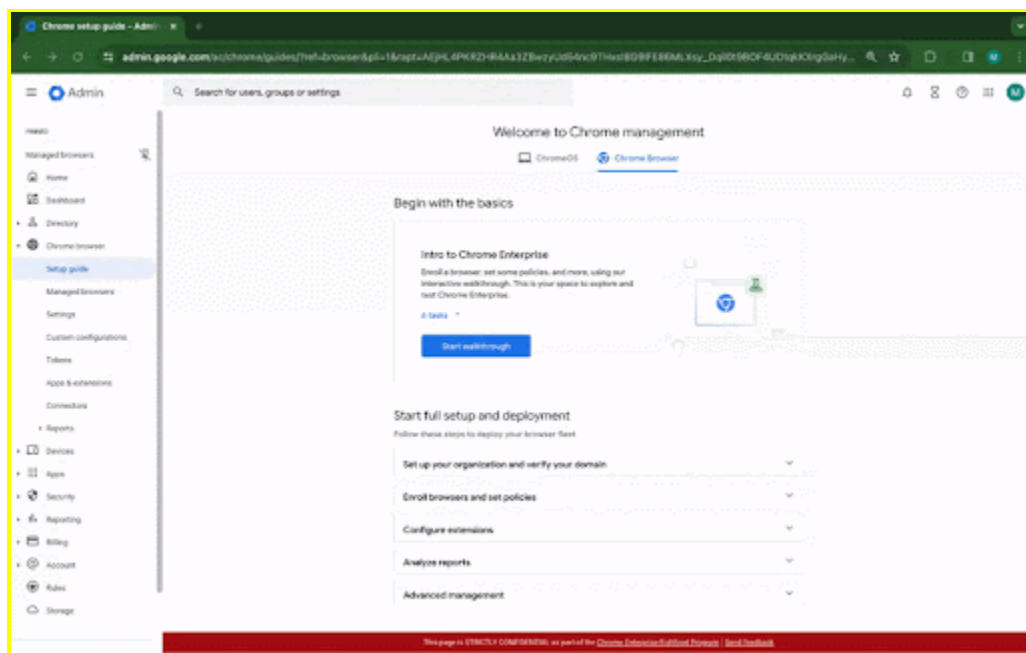 Chrome setup guide - Admi
admin.google.com/ac/chrome/guides/?ref=browser&pli=1&rapt=
Admin
Search for users, groups or settings
Managed browsers
Home
Dashboard
Directory
Chrome browser
Setup guide
Managed browsers
Settings
Custom configurations
Tokens
Apps & extensions
Connectors
Reports
Devices
Apps
Security
Reporting
Billing
Account
Rules
Storage
Welcome to Chrome management
ChromeOS Chrome Browser
Begin with the basics
Intro to Chrome Enterprise
Enroll a browser, set some policies, and more, using our
interactive walkthrough. This is your space to explore and
test Chrome Enterprise.
6 tasks
Start walkthrough
Start full setup and deployment
Follow these steps to deploy your browser fleet
Set up your organization and verify your domain
Enroll browsers and set policies
Configure extensions
Analyze reports
Advanced management
This page is STRICTLY CONFIDENTIAL as part of the Chrome Enterprise Program | Send feedback